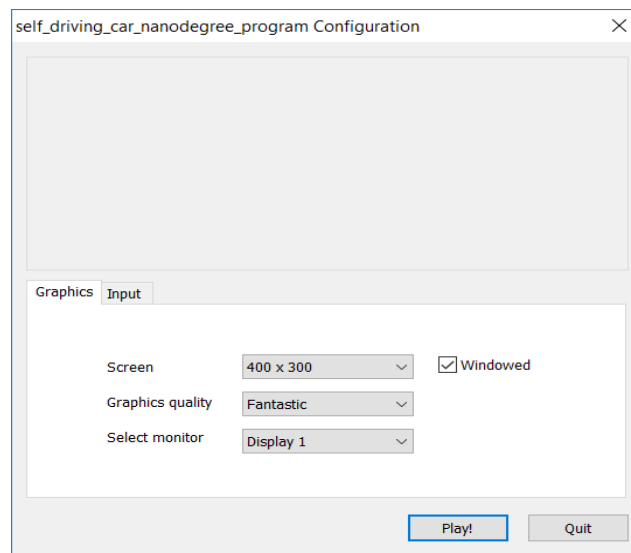 self_driving_car_nanodegree_program Configuration
Graphics Input
Screen 400 x 300 Windowed
Graphics quality Fantastic
Select monitor Display 1
Play! Quit